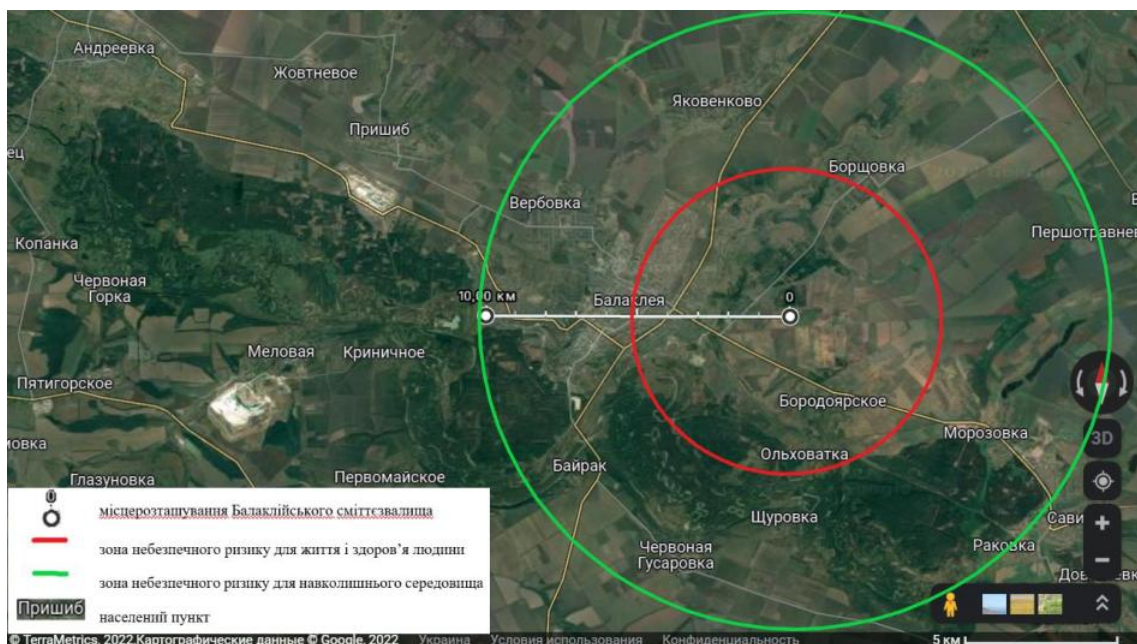 Андреевка
Жовтневое
Яковенково
Пришиб
ец
Борщовка
Вербовка
Першотравнев
Копанка
Червоная
Горка
10,00 км
Балаклея
0
Меловая
Криничное
Пятигорское
Бородоярское
3D
мовка
Морозовка
Ольховатка
Байрак
Глазуновка
Первомайское
Щуровка
Сави
Червоная
Гусаровка
Раковка
0
місцерозташування Балаклійського сміттєзвалища
зона небезпечного ризику для життя і здоров’я людини
зона небезпечного ризику для навколишнього середовища
Пришиб
населений пункт
© TerraMetrics, 2022,Картографические данные © Google, 2022
Украина
Условия использования
Конфиденциальность
5 км